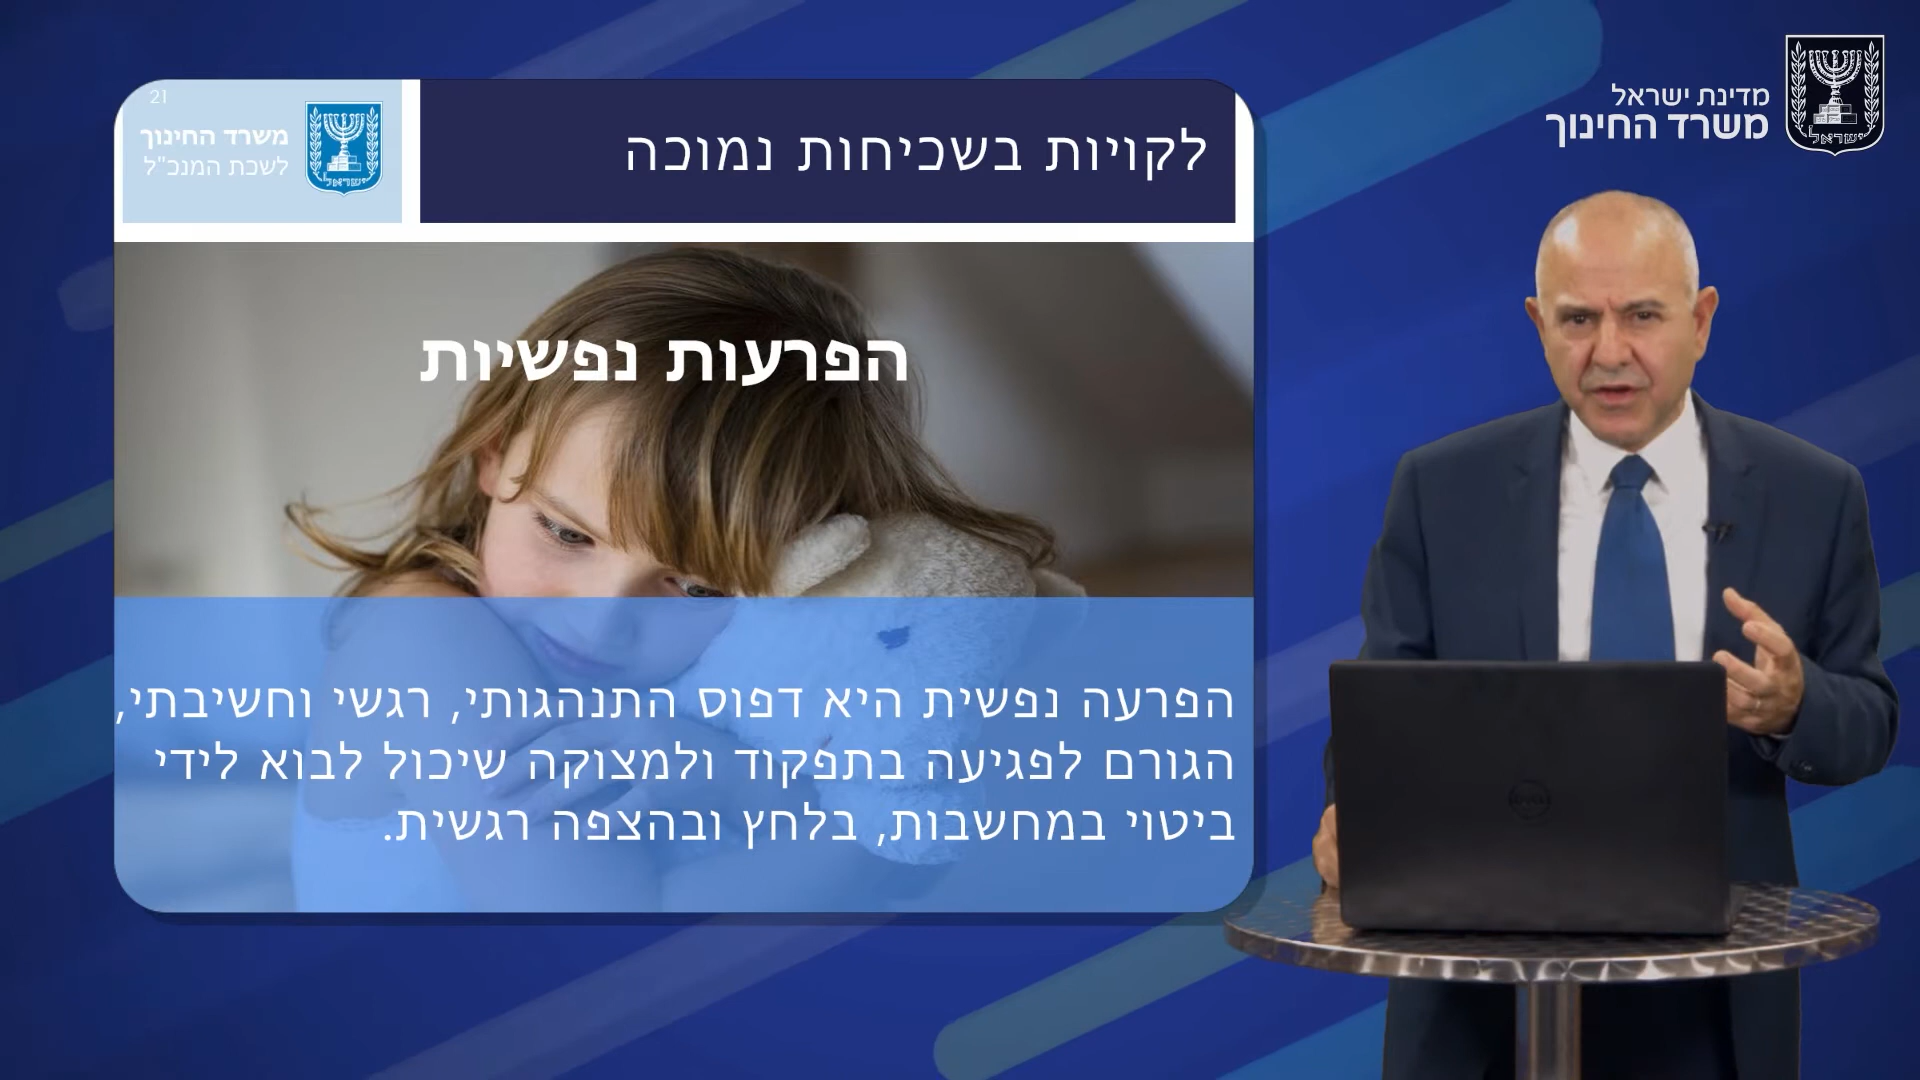 מדינת ישראל
משרד החינוך
ישראל
21
משרד החינוך
לשכת המנכ"ל
ישראל
לקויות בשכיחות נמוכה
הפרעות נפשיות
הפרעה נפשית היא דפוס התנהגותי, רגשי וחשיבתי,
הגורם לפגיעה בתפקוד ולמצוקה שיכול לבוא לידי
ביטוי במחשבות, בלחץ ובהצפה רגשית.
DELL